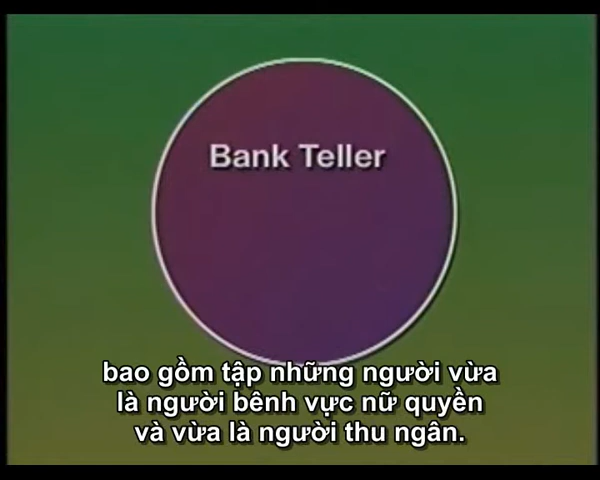 Bank Teller
bao gồm tập những người vừa
là người bênh vực nữ quyền
và vừa là người thu ngân.